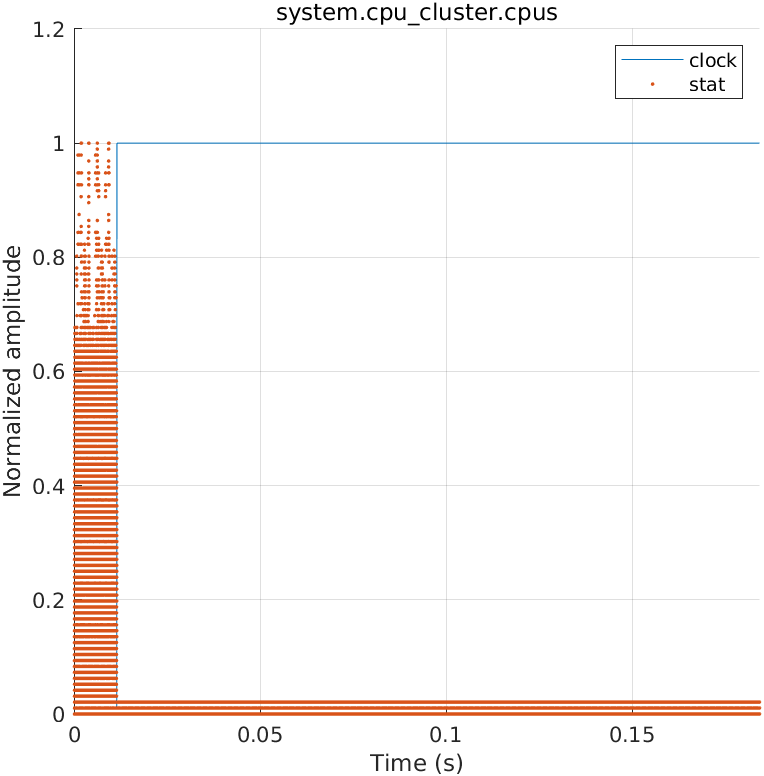 system.cpu_cluster.cpus
1.2
clock
stat
1
0.8
0.6
0.4
0.2
0
Normalized amplitude
0
0.05
0.1
0.15
Time (s)